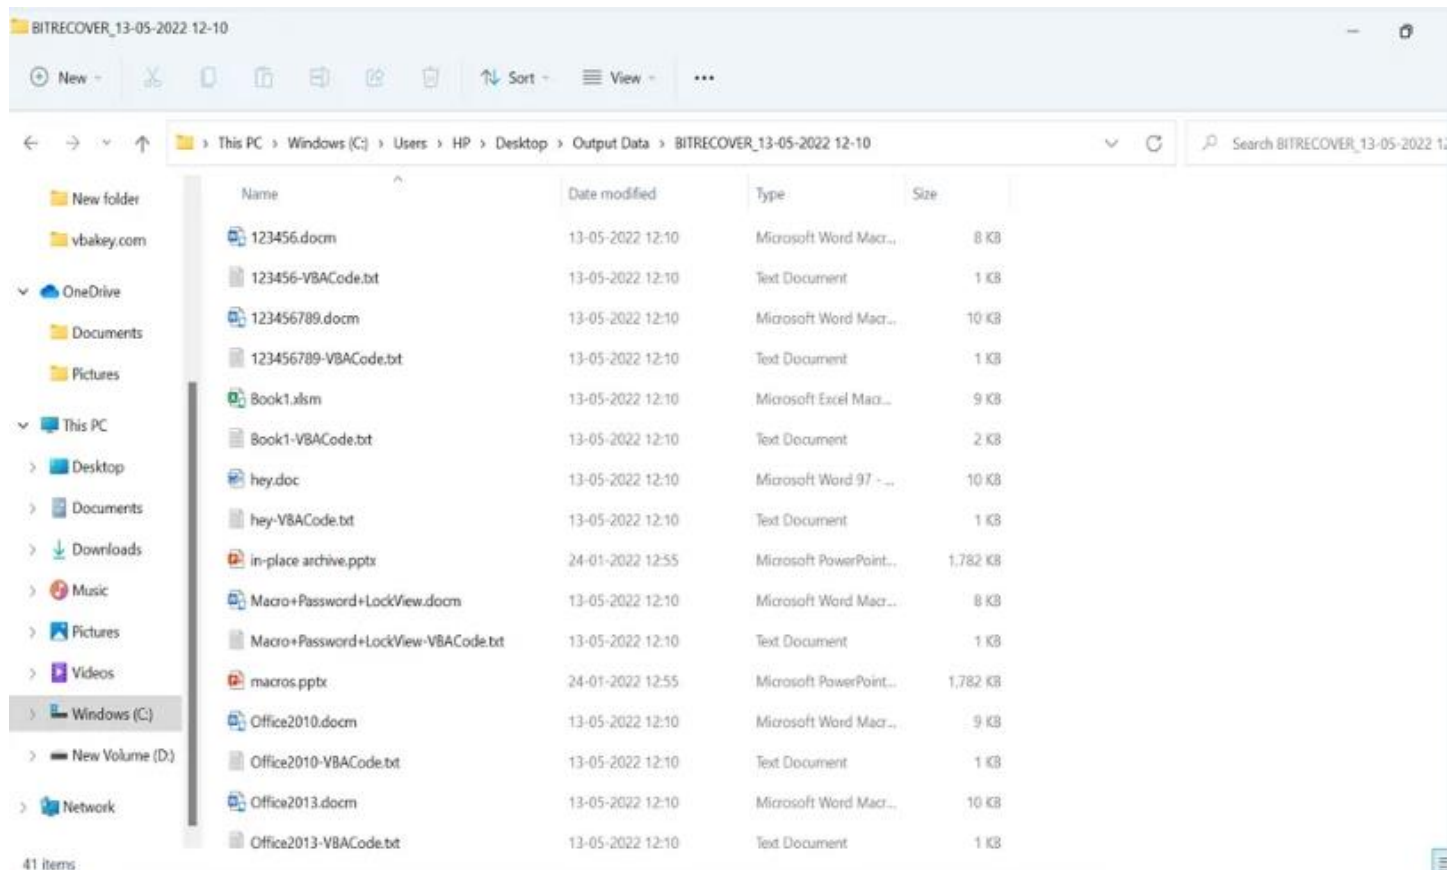 BITRECOVER_13-05-2022 12-10
New Sort View •••
This PC > Windows (C:) > Users > HP > Desktop > Output Data > BITRECOVER_13-05-2022 12-10
Search BITRECOVER_13-05-2022 12
New folder
vbakey.com
OneDrive
Documents
Pictures
This PC
Desktop
Documents
Downloads
Music
Pictures
Videos
Windows (C:)
New Volume (D:)
Network
Name Date modified Type Size
123456.docm 13-05-2022 12:10 Microsoft Word Macr... 8 KB
123456-VBACode.txt 13-05-2022 12:10 Text Document 1 KB
123456789.docm 13-05-2022 12:10 Microsoft Word Macr... 10 KB
123456789-VBACode.txt 13-05-2022 12:10 Text Document 1 KB
Book1.xlsm 13-05-2022 12:10 Microsoft Excel Macr... 9 KB
Book1-VBACode.txt 13-05-2022 12:10 Text Document 2 KB
hey.doc 13-05-2022 12:10 Microsoft Word 97 - ... 10 KB
hey-VBACode.txt 13-05-2022 12:10 Text Document 1 KB
in-place archive.pptx 24-01-2022 12:55 Microsoft PowerPoint... 1,782 KB
Macro+Password+LockView.docm 13-05-2022 12:10 Microsoft Word Macr... 8 KB
Macro+Password+LockView-VBACode.txt 13-05-2022 12:10 Text Document 1 KB
macros.pptx 24-01-2022 12:55 Microsoft PowerPoint... 1,782 KB
Office2010.docm 13-05-2022 12:10 Microsoft Word Macr... 9 KB
Office2010-VBACode.txt 13-05-2022 12:10 Text Document 1 KB
Office2013.docm 13-05-2022 12:10 Microsoft Word Macr... 10 KB
Office2013-VBACode.txt 13-05-2022 12:10 Text Document 1 KB
41 items